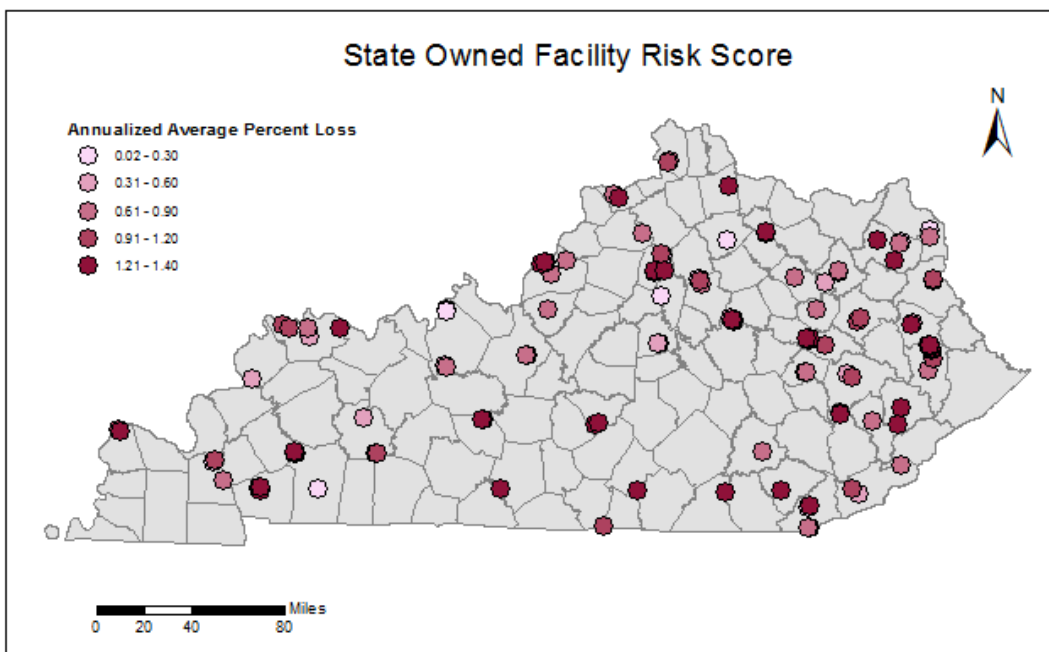 State Owned Facility Risk Score
N
Annualized Average Percent Loss
0.02 - 0.30
0.31 - 0.60
0.61 - 0.90
0.91 - 1.20
1.21 - 1.40
Miles
0 20 40 80